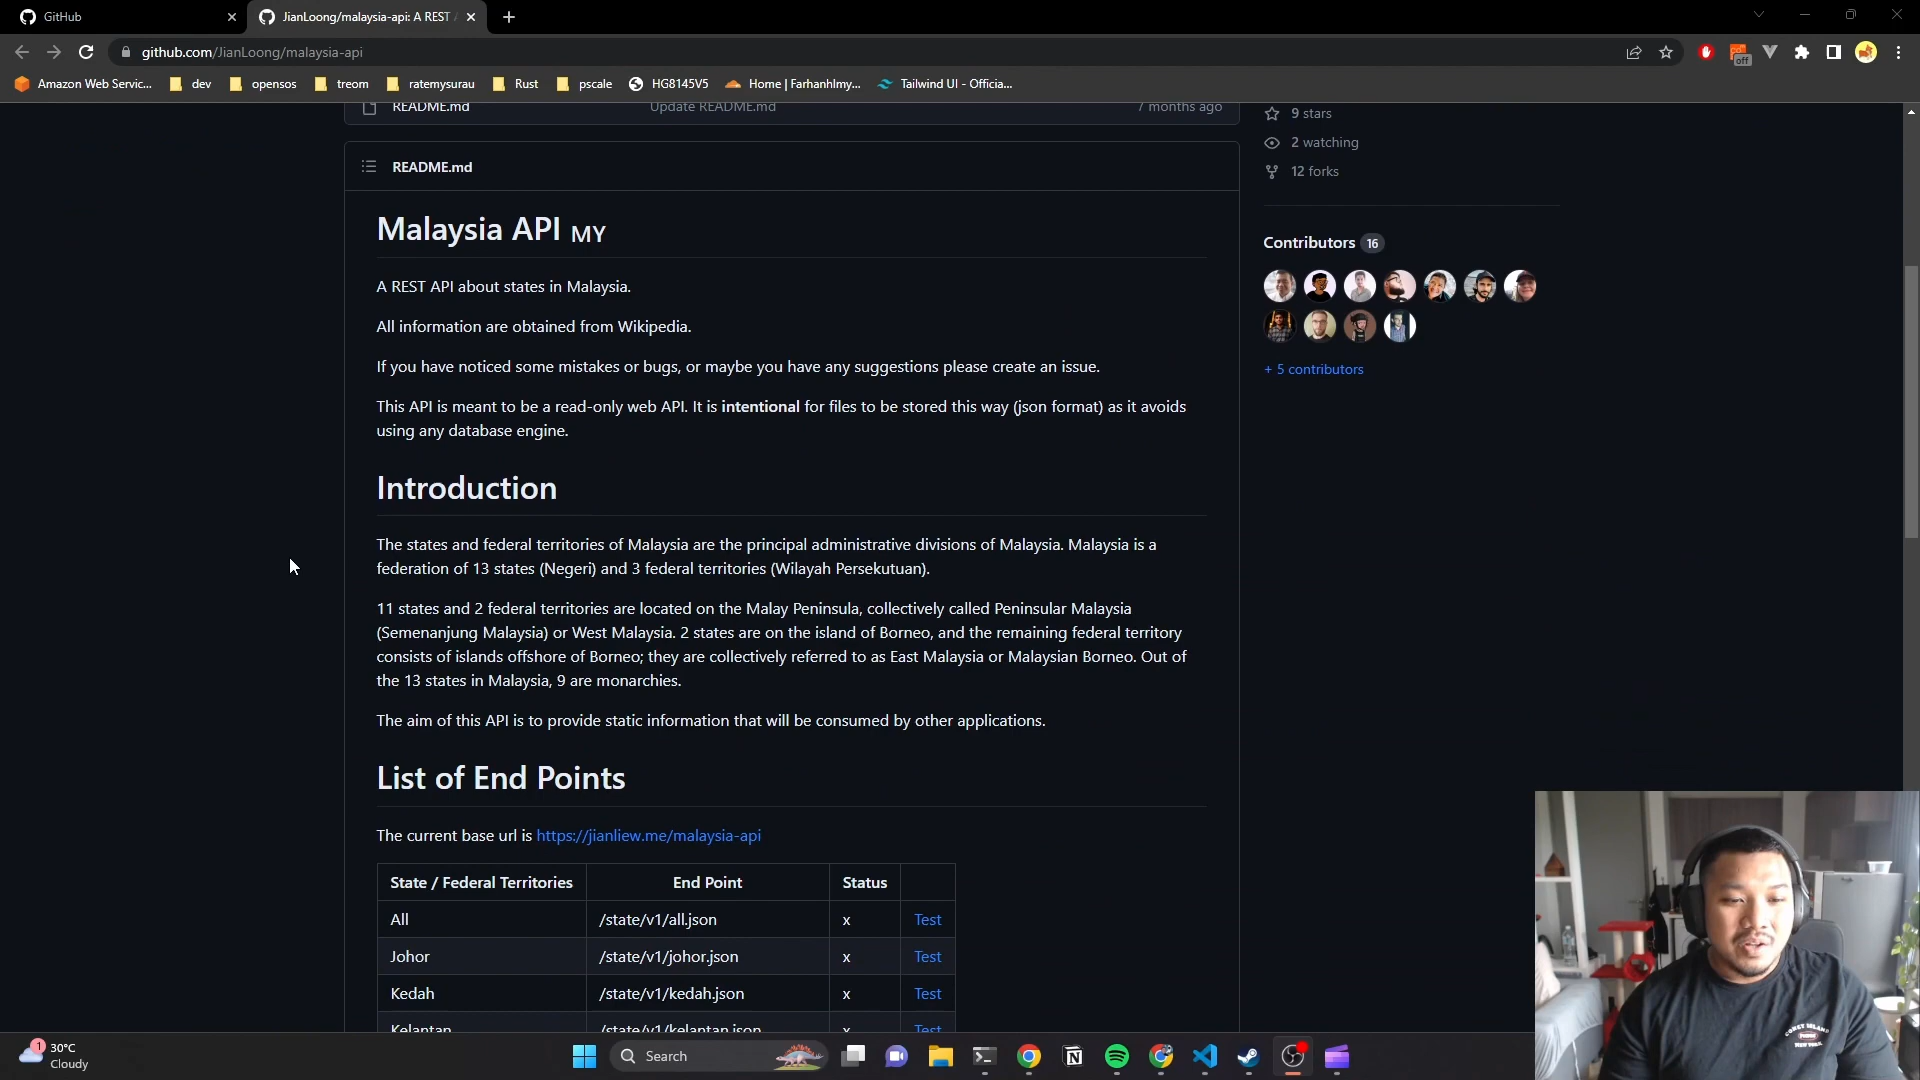 GitHub
JianLoong/malaysia-api: A REST
github.com/JianLoong/malaysia-api
off
Amazon Web Servic...
dev
opensos
treom
ratemysurau
Rust
pscale
HG8145V5
Home | Farhanhlmy...
Tailwind UI - Officia...
README.md
Update README.md
7 months ago
9 stars
2 watching
12 forks
README.md
Malaysia API MY
A REST API about states in Malaysia.
All information are obtained from Wikipedia.
If you have noticed some mistakes or bugs, or maybe you have any suggestions please create an issue.
This API is meant to be a read-only web API. It is intentional for files to be stored this way (json format) as it avoids
using any database engine.
Contributors 16
+ 5 contributors
Introduction
The states and federal territories of Malaysia are the principal administrative divisions of Malaysia. Malaysia is a
federation of 13 states (Negeri) and 3 federal territories (Wilayah Persekutuan).
11 states and 2 federal territories are located on the Malay Peninsula, collectively called Peninsular Malaysia
(Semenanjung Malaysia) or West Malaysia. 2 states are on the island of Borneo, and the remaining federal territory
consists of islands offshore of Borneo; they are collectively referred to as East Malaysia or Malaysian Borneo. Out of
the 13 states in Malaysia, 9 are monarchies.
The aim of this API is to provide static information that will be consumed by other applications.
List of End Points
The current base url is https://jianliew.me/malaysia-api
State / Federal Territories End Point Status
All /state/v1/all.json x Test
Johor /state/v1/johor.json x Test
Kedah /state/v1/kedah.json x Test
Kelantan /state/v1/kelantan.json x Test
CONEY ISLAND
NEW YORK
1
30°C
Cloudy
Search